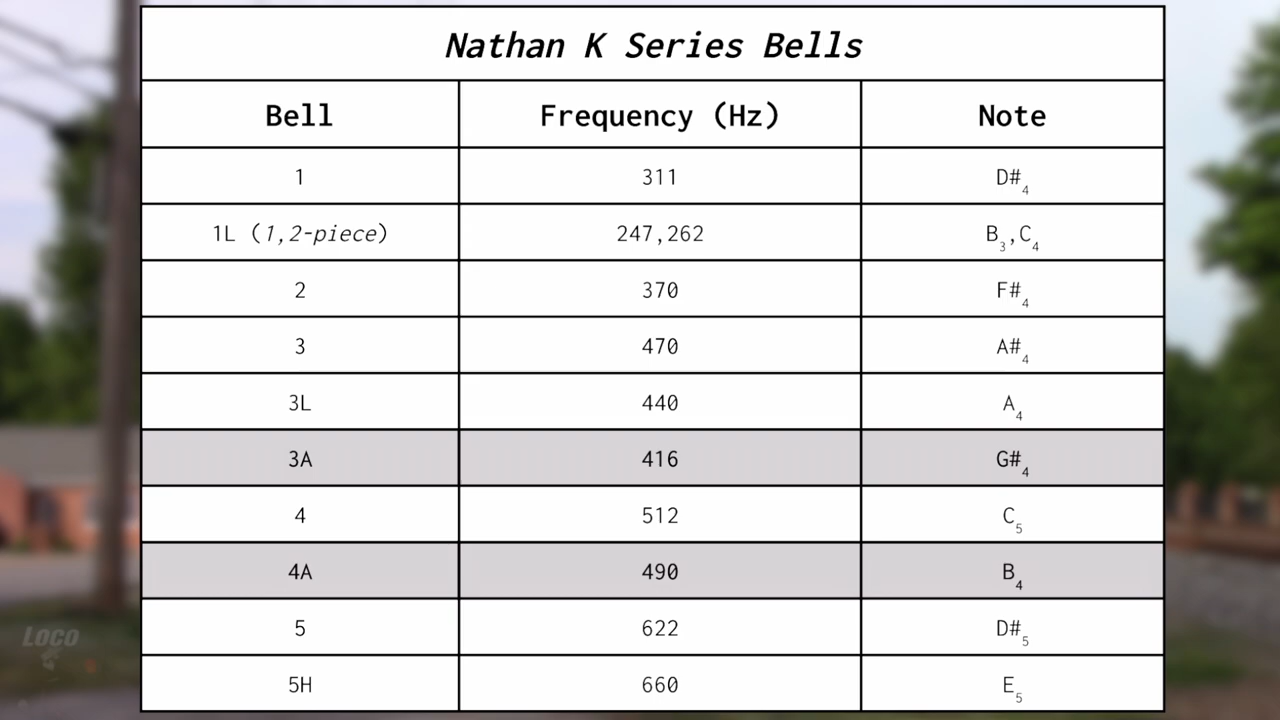 Nathan K Series Bells
Bell Frequency (Hz) Note
1 311 D#4
1L (1,2-piece) 247,262 B3,C4
2 370 F#4
3 470 A#4
3L 440 A4
3A 416 G#4
4 512 C5
4A 490 B4
5 622 D#5
5H 660 E5
LOCO